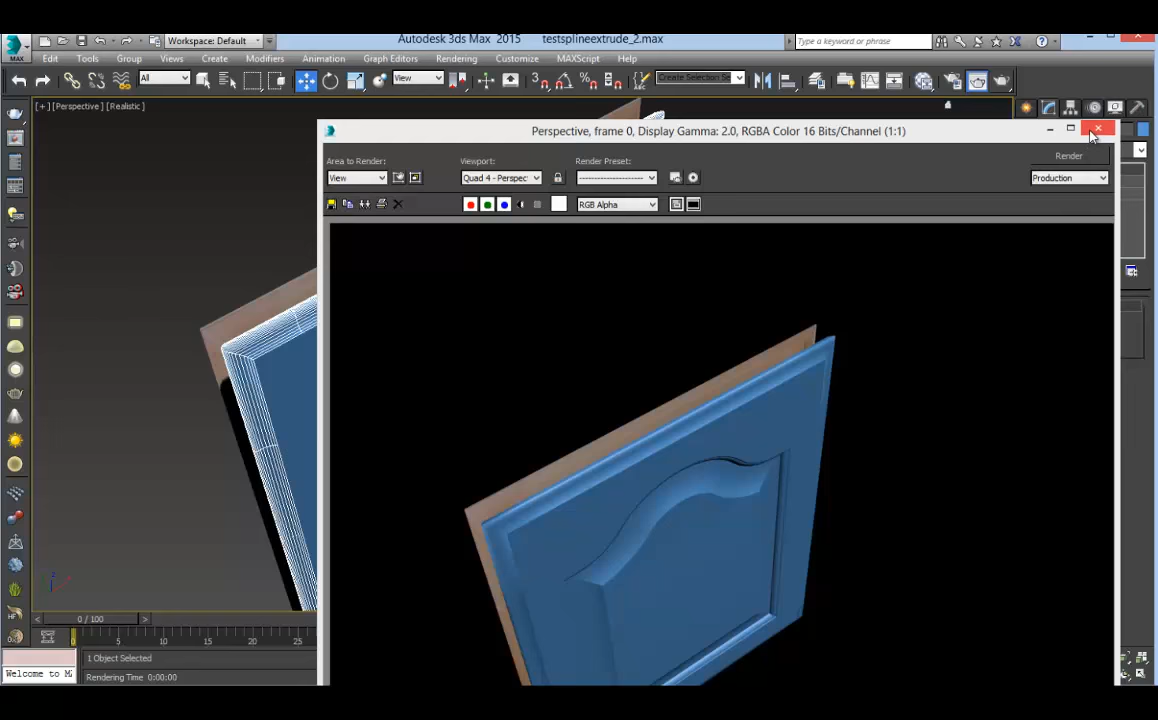 Workspace: Default
Autodesk 3ds Max 2015 testsplineextrude_2.max
Type a keyword or phrase
MAX
Edit Tools Group Views Create Modifiers Animation Graph Editors Rendering Customize MAXScript Help
All
View
Create Selection Se
[+] [Perspective] [Realistic]
Perspective, frame 0, Display Gamma: 2.0, RGBA Color 16 Bits/Channel (1:1)
Area to Render:
Viewport:
Render Preset:
Render
View
Quad 4 - Perspec
Production
RGB Alpha
0 / 100
0 5 10 15 20 25
1 Object Selected
Welcome to M
Rendering Time 0:00:00